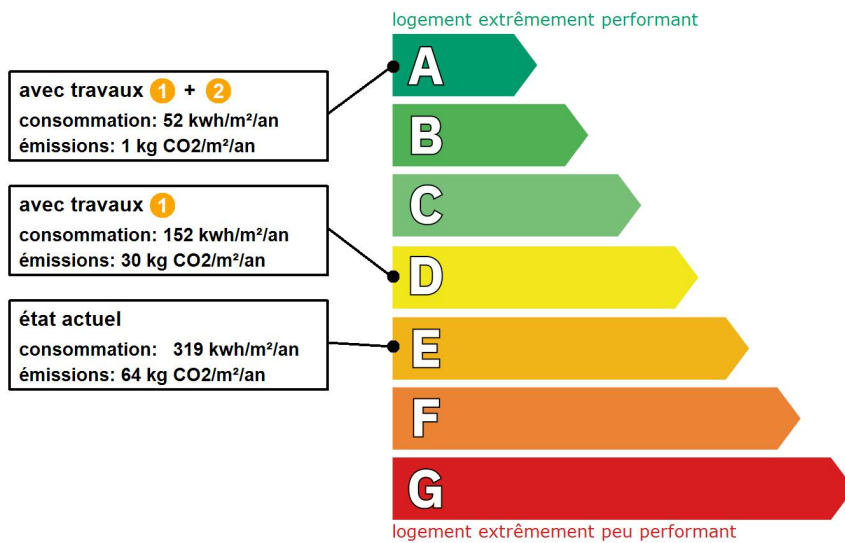 logement extrêmement performant
A
avec travaux 1 + 2
consommation: 52 kwh/m²/an
émissions: 1 kg CO2/m²/an
B
avec travaux 1
consommation: 152 kwh/m²/an
émissions: 30 kg CO2/m²/an
C
D
état actuel
consommation: 319 kwh/m²/an
émissions: 64 kg CO2/m²/an
E
F
G
logement extrêmement peu performant